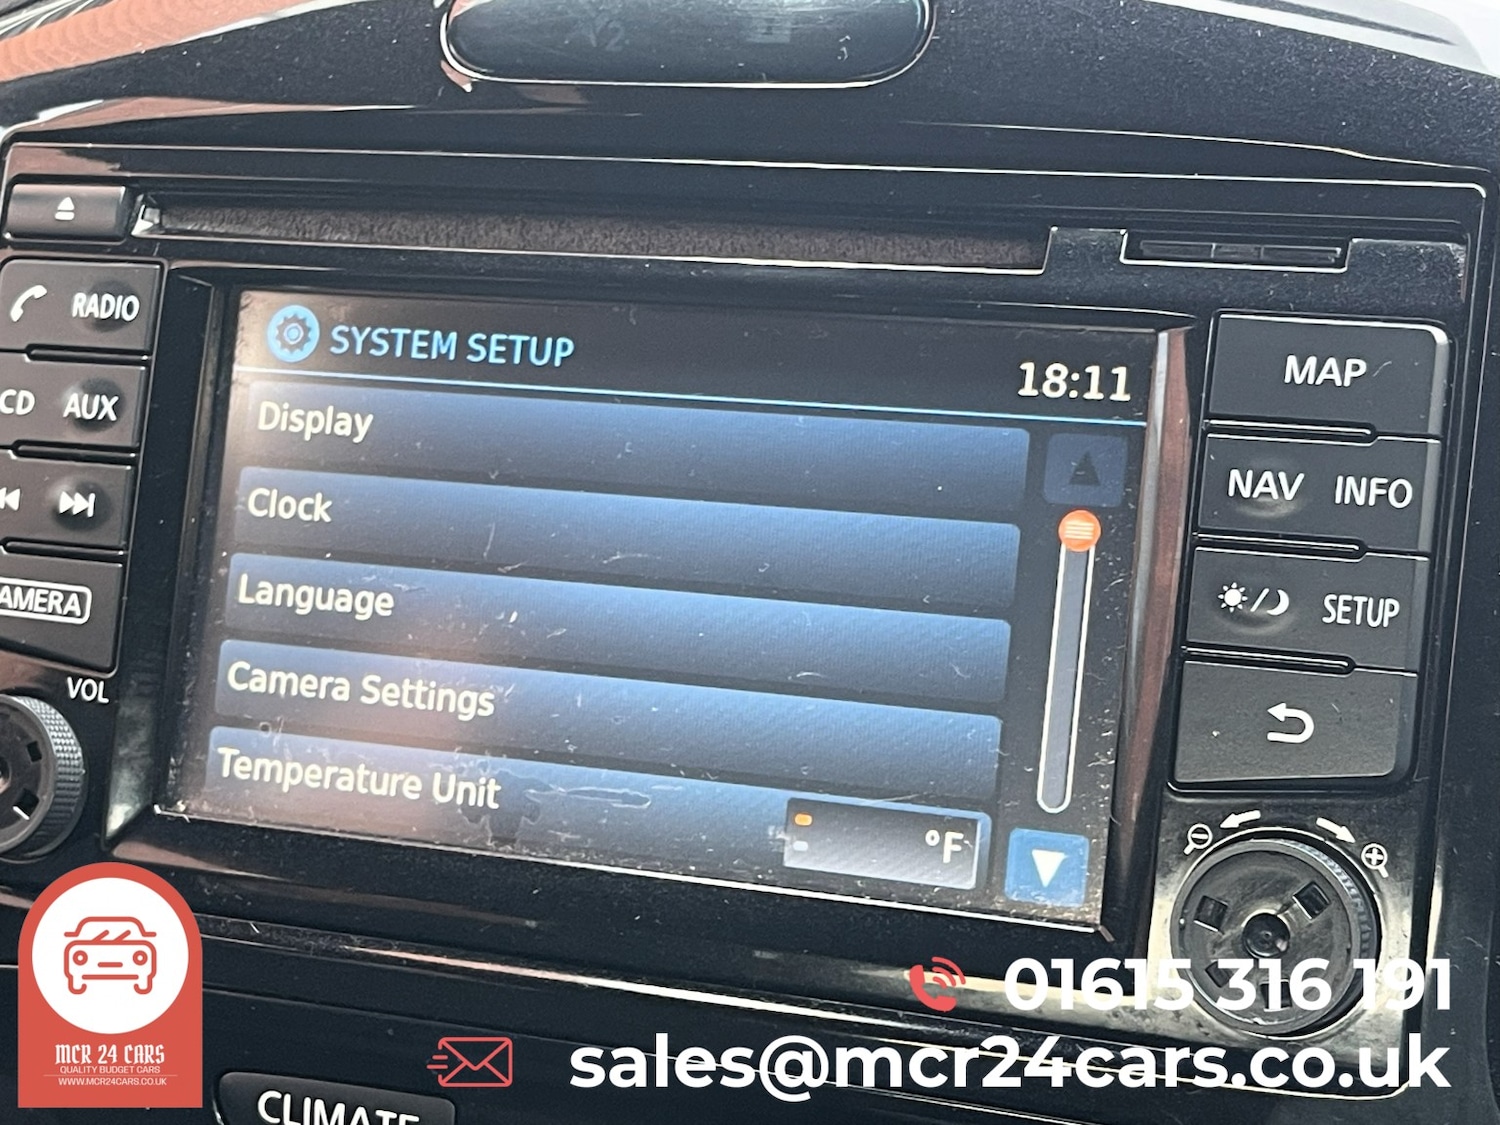 RADIO
CD AUX
CAMERA
VOL
SYSTEM SETUP
18:11
Display
Clock
Language
Camera Settings
Temperature Unit
°F
MAP
NAV INFO
SETUP
01615 316 191
sales@mcr24cars.co.uk
MCR 24 CARS
QUALITY BUDGET CARS
WWW.MCR24CARS.CO.UK
CLIMATE